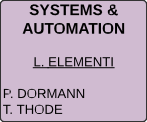 SYSTEMS &
AUTOMATION
L. ELEMENTI
P. DORMANN
T. THODE